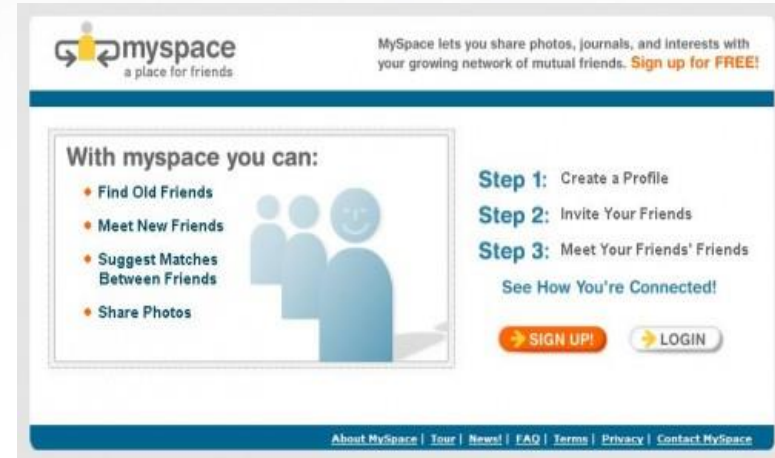 myspace
a place for friends
MySpace lets you share photos, journals, and interests with
your growing network of mutual friends. Sign up for FREE!
With myspace you can:
Find Old Friends
Meet New Friends
Suggest Matches
Between Friends
Share Photos
Step 1: Create a Profile
Step 2: Invite Your Friends
Step 3: Meet Your Friends' Friends
See How You're Connected!
SIGN UP! LOGIN
About MySpace | Tour | News! | FAQ | Terms | Privacy | Contact MySpace